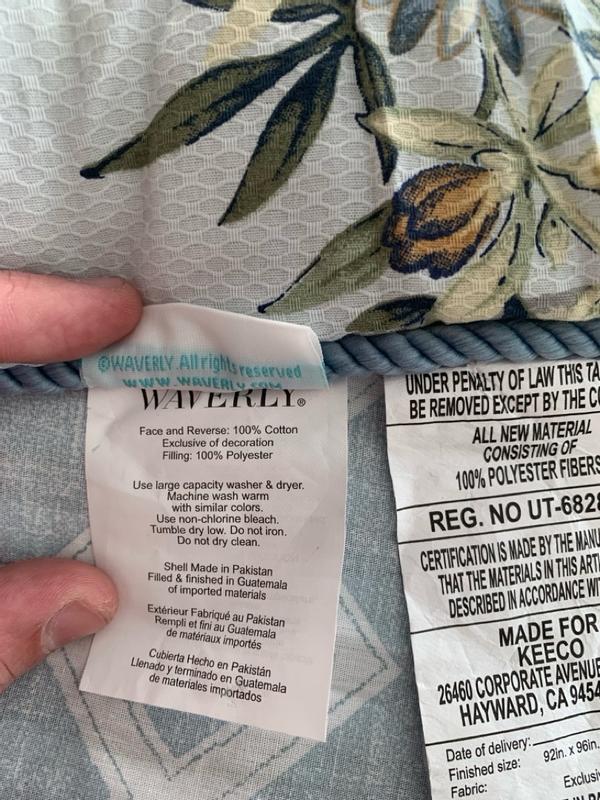 ©WAVERLY.All rights reserved
www.waverly.com
WAVERLY®
Face and Reverse: 100% Cotton
Exclusive of decoration
Filling: 100% Polyester
Use large capacity washer & dryer.
Machine wash warm
with similar colors.
Use non-chlorine bleach.
Tumble dry low. Do not iron.
Do not dry clean.
Shell Made in Pakistan
Filled & finished in Guatemala
of imported materials
Extérieur Fabriqué au Pakistan
Rempli et fini au Guatemala
de matériaux importés
Cubierta Hecho en Pakistán
Llenado y terminado en Guatemala
de materiales importados
UNDER PENALTY OF LAW THIS TA
BE REMOVED EXCEPT BY THE CO
ALL NEW MATERIAL
CONSISTING OF
100% POLYESTER FIBERS
REG. NO UT-682
CERTIFICATION IS MADE BY THE MANU
THAT THE MATERIALS IN THIS ARTI
DESCRIBED IN ACCORDANCE WIT
MADE FOR
KEECO
26460 CORPORATE AVENUE
HAYWARD, CA 9454
Date of delivery:
Finished size: 92in. x 96in.
Fabric: Exclusiv